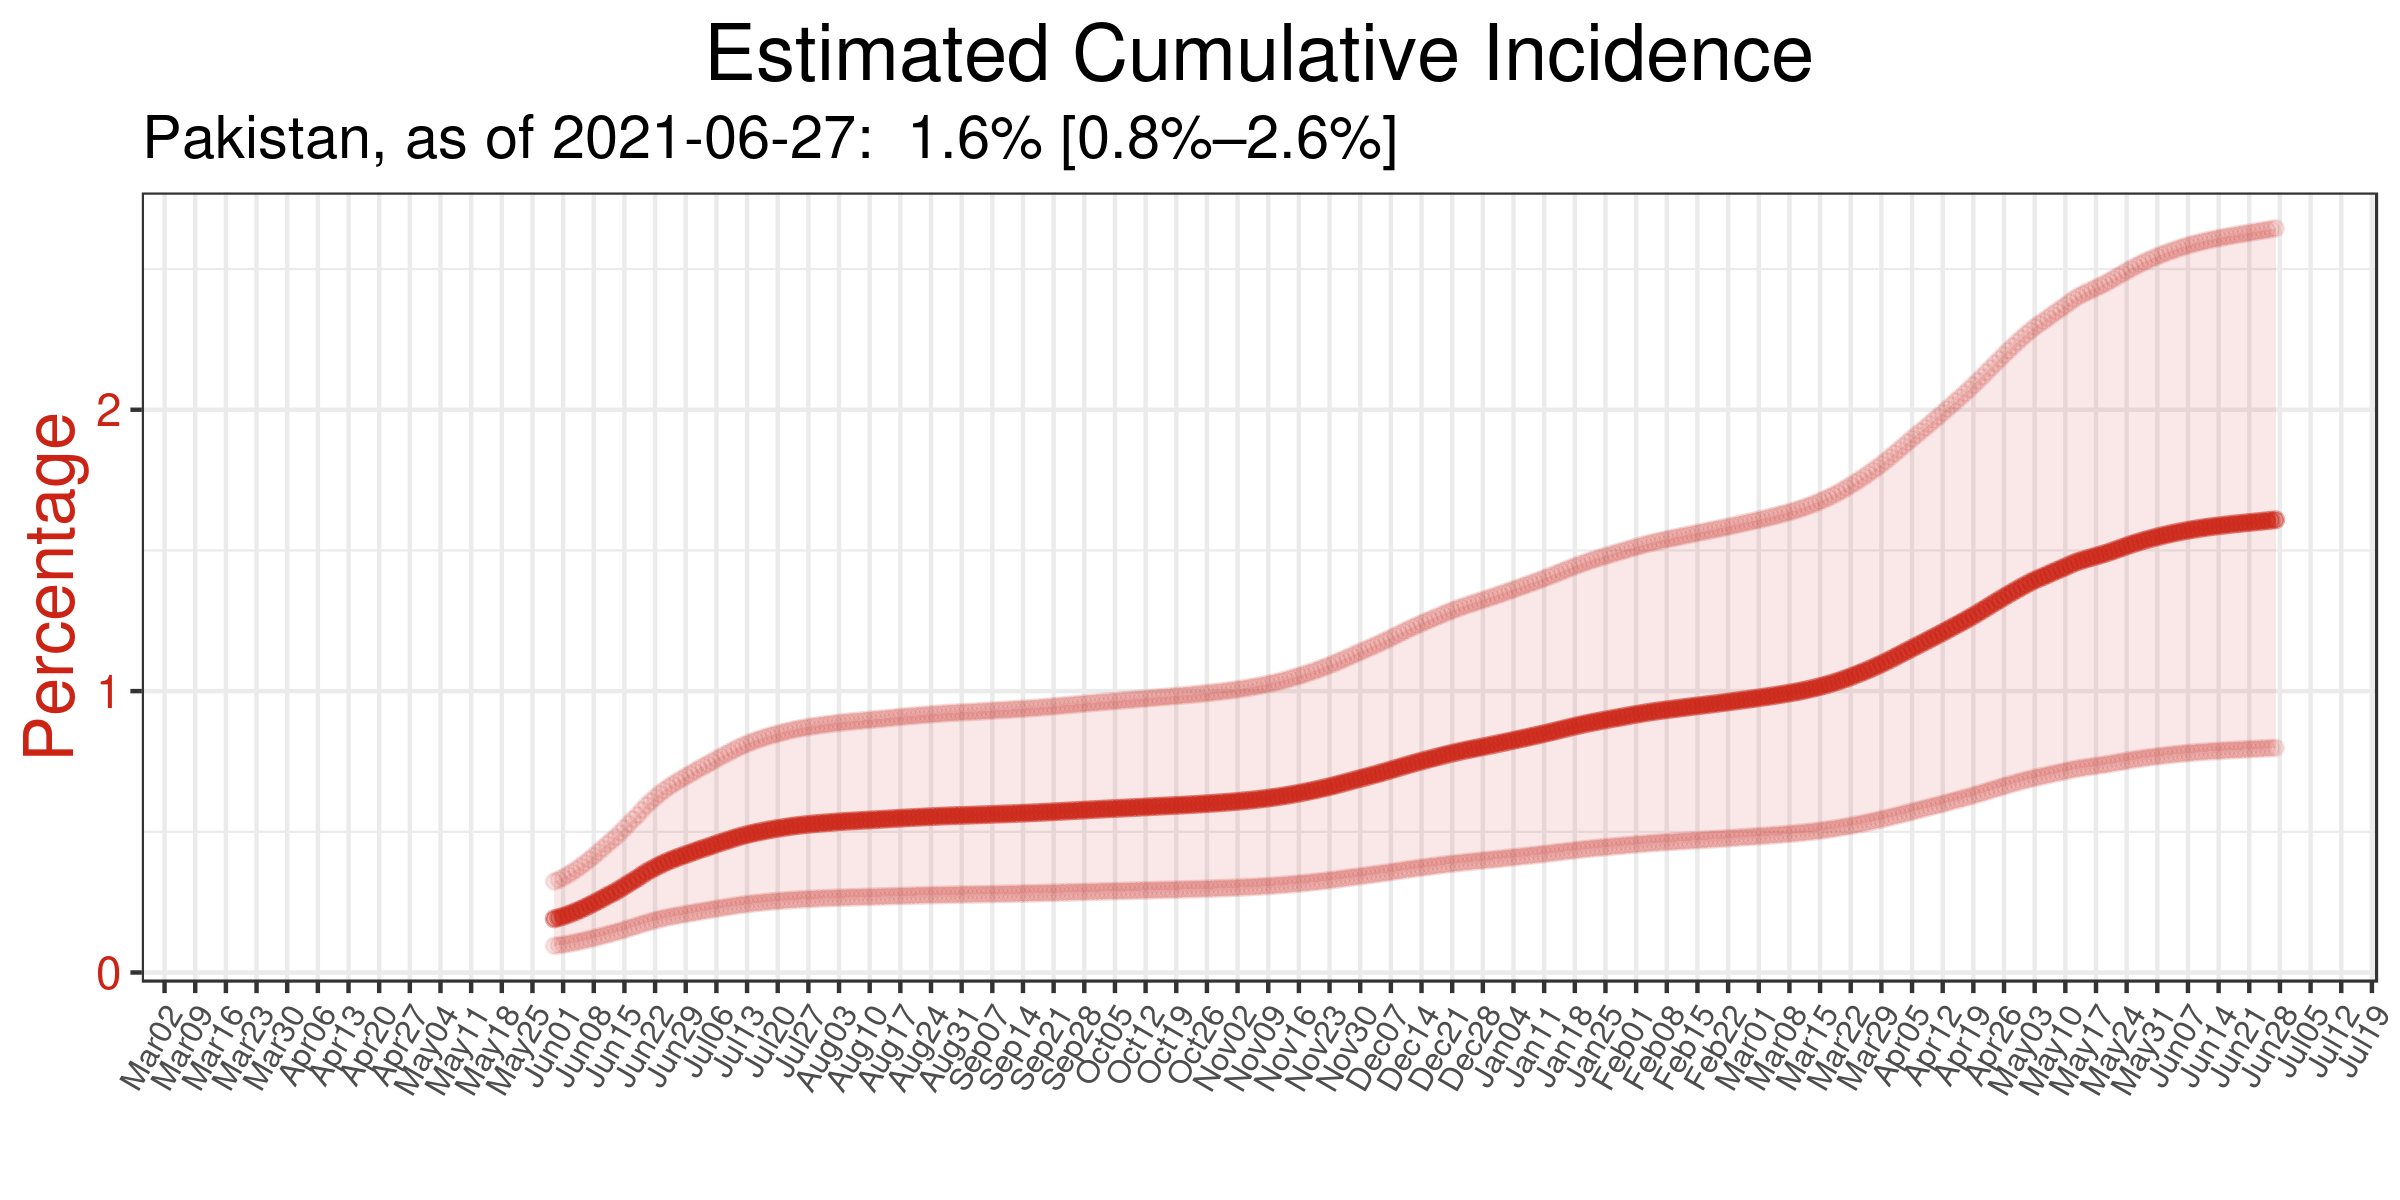 Estimated Cumulative Incidence
Pakistan, as of 2021-06-27:  1.6% [0.8%–2.6%]
Percentage
2
1
0
Mar02
Mar09
Mar16
Mar23
Mar30
Apr06
Apr13
Apr20
Apr27
May04
May11
May18
May25
Jun01
Jun08
Jun15
Jun22
Jun29
Jul06
Jul13
Jul20
Jul27
Aug03
Aug10
Aug17
Aug24
Aug31
Sep07
Sep14
Sep21
Sep28
Oct05
Oct12
Oct19
Oct26
Nov02
Nov09
Nov16
Nov23
Nov30
Dec07
Dec14
Dec21
Dec28
Jan04
Jan11
Jan18
Jan25
Feb01
Feb08
Feb15
Feb22
Mar01
Mar08
Mar15
Mar22
Mar29
Apr05
Apr12
Apr19
Apr26
May03
May10
May17
May24
May31
Jun07
Jun14
Jun21
Jun28
Jul05
Jul12
Jul19